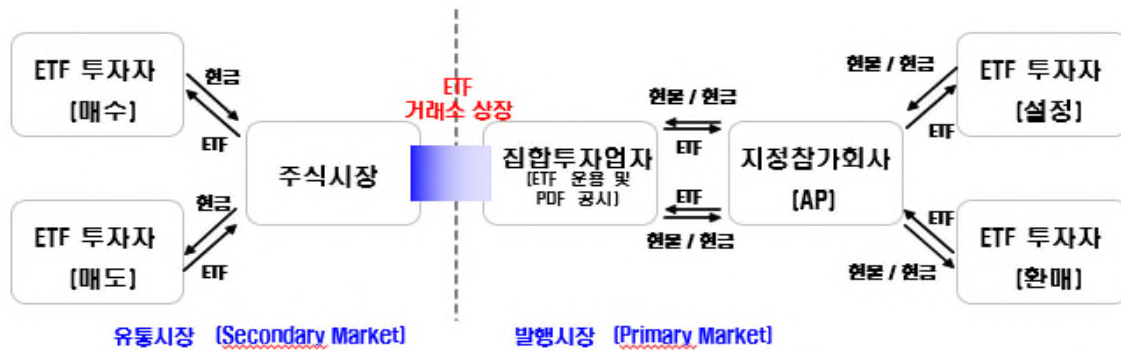 ETF 투자자
[매수]
현금
ETF
ETF 투자자
[매도]
현금
ETF
주식시장
ETF
거래소 상장
집합투자업자
[ETF 운용 및
PDF 공시]
현물 / 현금
ETF
ETF
현물 / 현금
지정참가회사
[AP]
현물 / 현금
ETF
ETF 투자자
[설정]
ETF
현물 / 현금
ETF 투자자
[환매]
유통시장 [Secondary Market]
발행시장 [Primary Market]